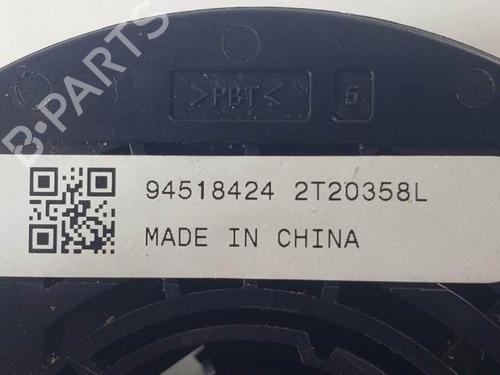 B-PARTS
>PBT< 5
94518424 2T20358L
MADE IN CHINA